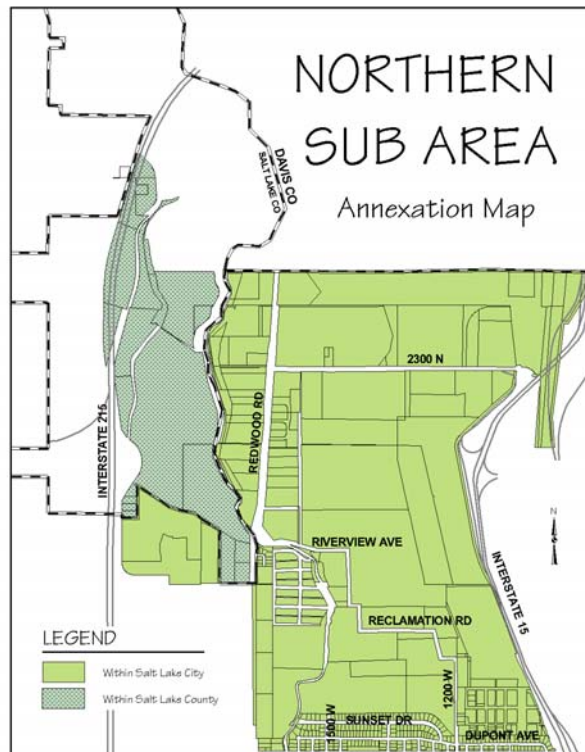 NORTHERN
SUB AREA
Annexation Map
DAVIS CO
SALT LAKE CO
2300 N
REDWOOD RD
INTERSTATE 215
N
RIVERVIEW AVE
INTERSTATE 15
RECLAMATION RD
LEGEND
Within Salt Lake City
Within Salt Lake County
1200 W
1500 W
SUNSET DR
DUPONT AVE